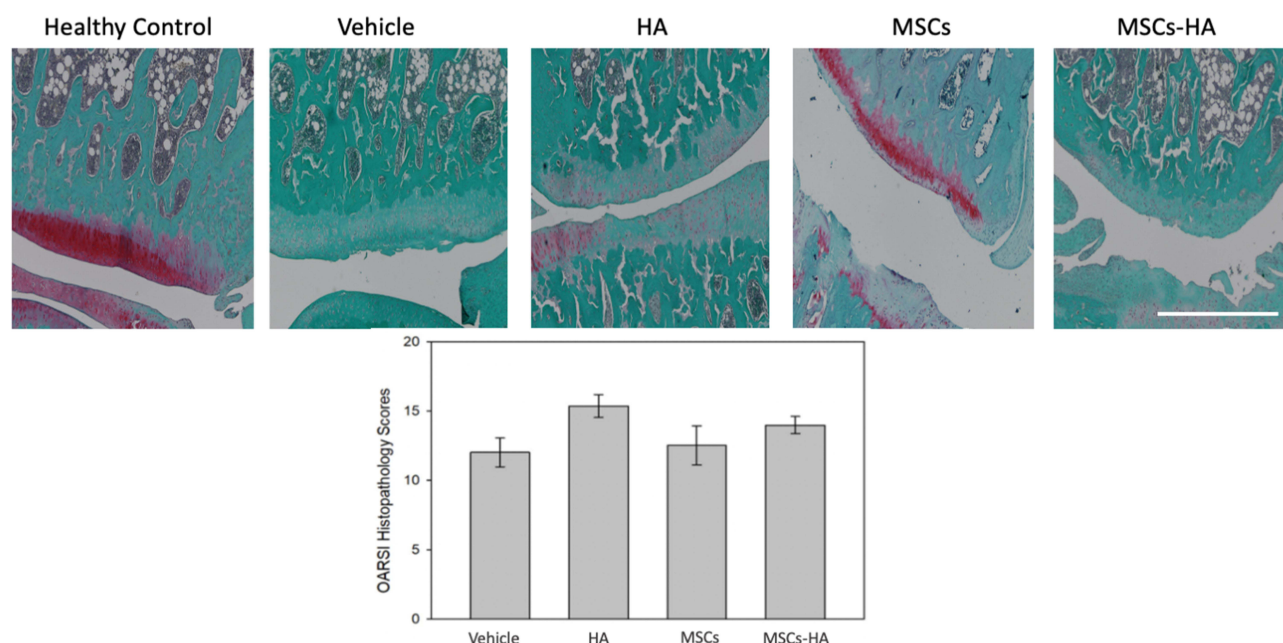 Healthy Control
Vehicle
HA
MSCs
MSCs-HA
20
15
10
5
0
OARSI Histopathology Scores
Vehicle
HA
MSCs
MSCs-HA